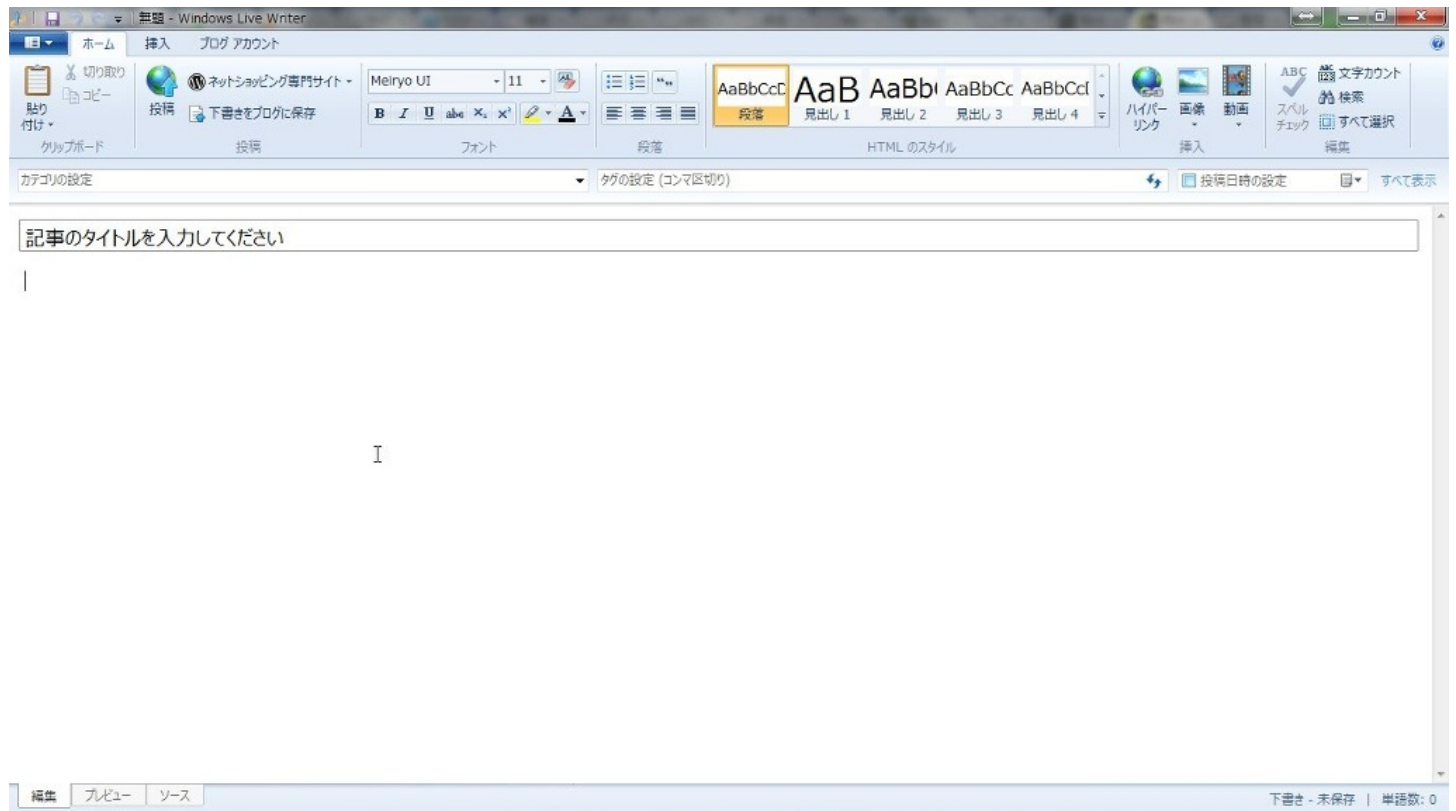 無題 - Windows Live Writer
ホーム 挿入 ブログ アカウント
貼り付け
切り取り
コピー
クリップボード
投稿
ネットショッピング専門サイト
下書きをブログに保存
投稿
Meiryo UI 11
B I U abc X₂ X²  A
フォント
段落
AaBbCcD 段落
AaB 見出し 1
AaBb 見出し 2
AaBbCc 見出し 3
AaBbCcI 見出し 4
HTML のスタイル
ハイパーリンク
画像
動画
挿入
ABC スペルチェック
ABC 123 文字カウント
検索
すべて選択
編集
カテゴリの設定 タグの設定 (コンマ区切り) 投稿日時の設定 すべて表示
記事のタイトルを入力してください
編集 プレビュー ソース
下書き - 未保存 | 単語数: 0